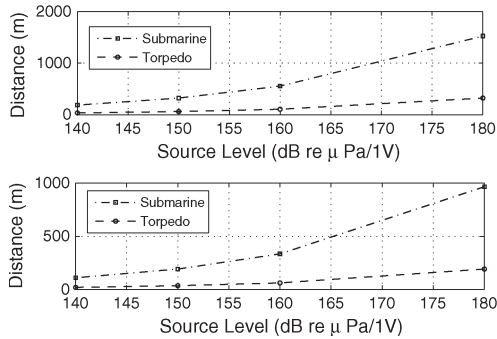 2000
1000
0
Distance (m)
Submarine
Torpedo
140 145 150 155 160 165 170 175 180
Source Level (dB re μ Pa/1V)
1000
500
0
Distance (m)
Submarine
Torpedo
140 145 150 155 160 165 170 175 180
Source Level (dB re μ Pa/1V)